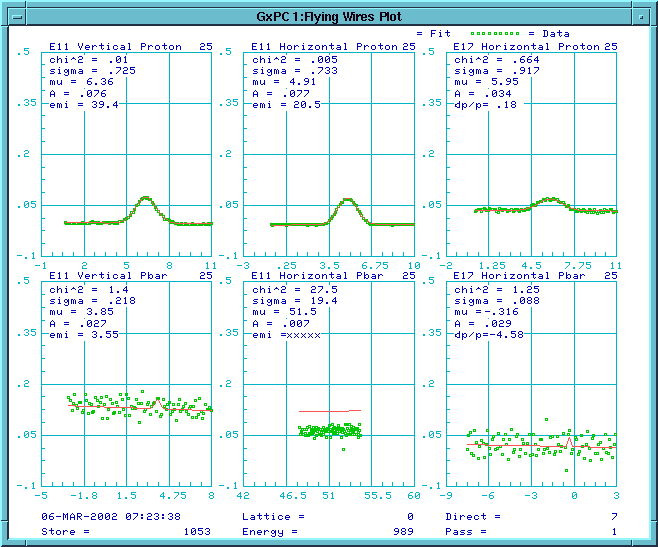 GxPC 1:Flying Wires Plot
= Fit = Data
E11 Vertical Proton 25
chi^2 = .01
sigma = .725
mu = 6.36
A = .076
emi = 39.4
.5
.35
.2
.05
-.1
-1 2 5 8 11
E11 Horizontal Proton 25
chi^2 = .005
sigma = .733
mu = 4.91
A = .077
emi = 20.5
.5
.35
.2
.05
-.1
-3 .25 3.5 6.75 10
E17 Horizontal Proton 25
chi^2 = .664
sigma = .917
mu = 5.95
A = .034
dp/p= .18
.5
.35
.2
.05
-.1
-2 1.25 4.5 7.75 11
E11 Vertical Pbar 25
chi^2 = 1.4
sigma = .218
mu = 3.85
A = .027
emi = 3.55
.5
.35
.2
.05
-.1
-5 -1.8 1.5 4.75 8
E11 Horizontal Pbar 25
chi^2 = 27.5
sigma = 19.4
mu = 51.5
A = .007
emi =xxxxx
.5
.35
.2
.05
-.1
42 46.5 51 55.5 60
E17 Horizontal Pbar 25
chi^2 = 1.25
sigma = .088
mu =-.316
A = .029
dp/p=-4.58
.5
.35
.2
.05
-.1
-9 -6 -3 0 3
06-MAR-2002 07:23:38 Lattice = 0 Direct = 7
Store = 1053 Energy = 989 Pass = 1